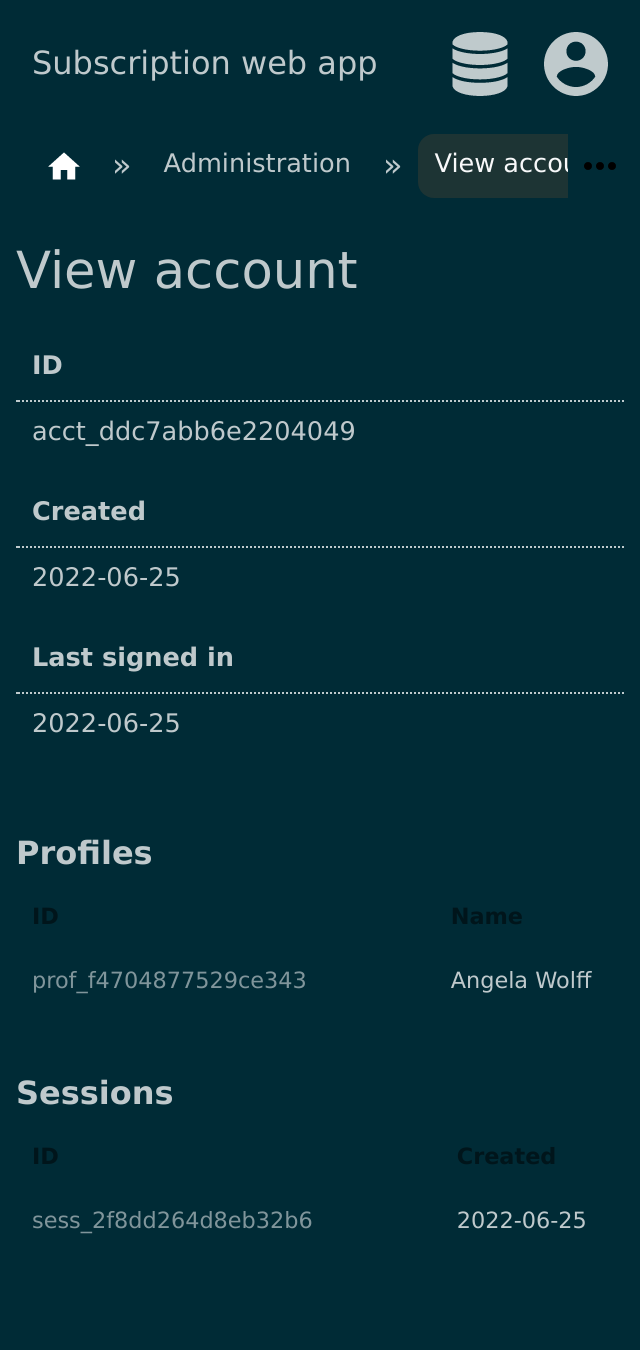 Subscription web app
» Administration » View accou
View account
ID
acct_ddc7abb6e2204049
Created
2022-06-25
Last signed in
2022-06-25
Profiles
ID Name
prof_f4704877529ce343 Angela Wolff
Sessions
ID Created
sess_2f8dd264d8eb32b6 2022-06-25